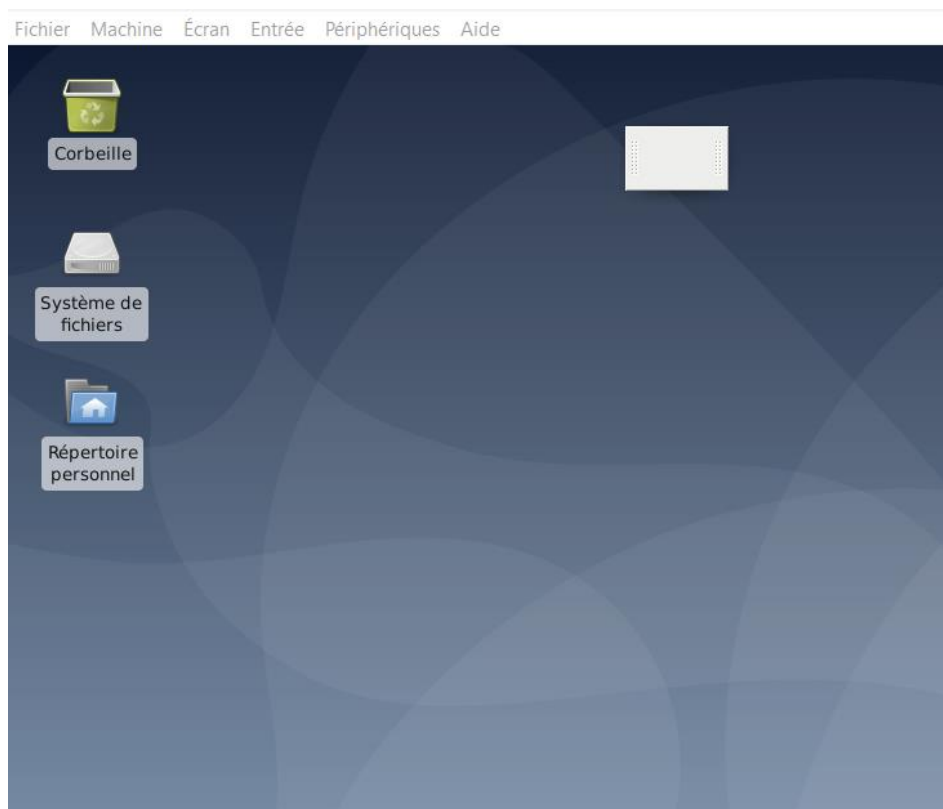 Fichier Machine Écran Entrée Périphériques Aide
Corbeille
Système de
fichiers
Répertoire
personnel